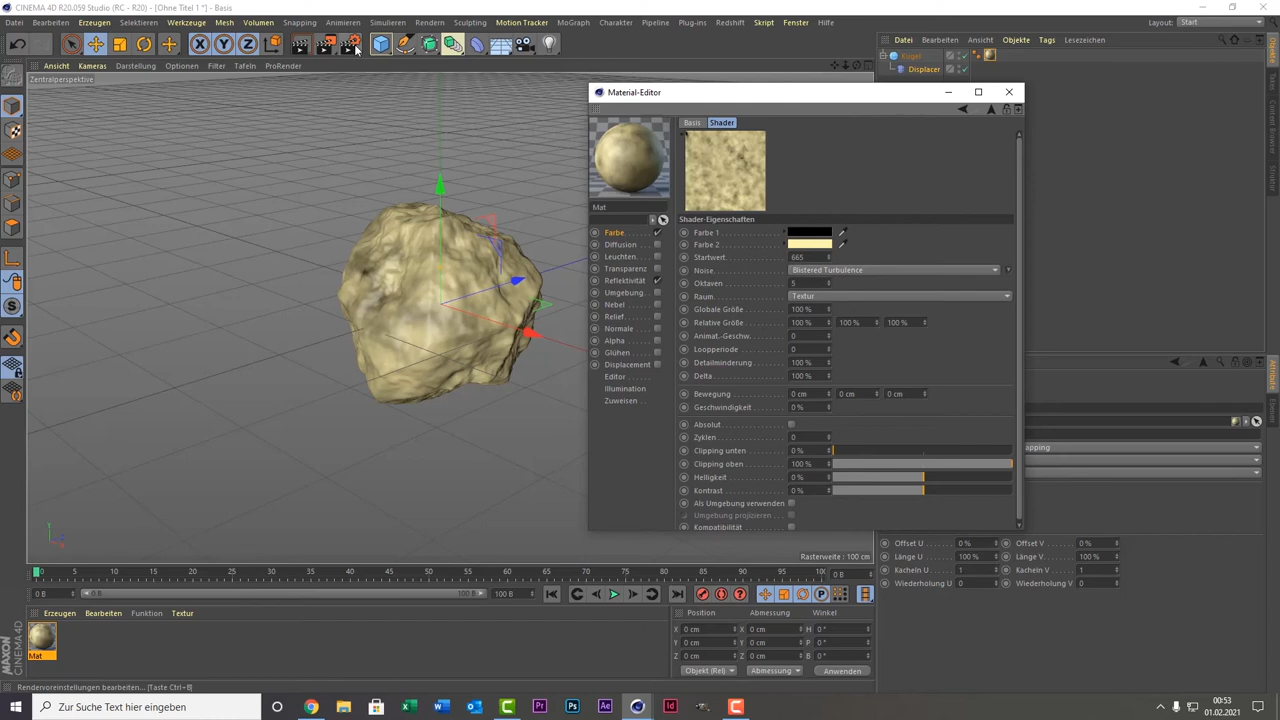 CINEMA 4D R20.059 Studio (RC - R20) - [Ohne Titel 1 *] - Basis
Datei Bearbeiten Erzeugen Selektieren Werkzeuge Mesh Volumen Snapping Animieren Simulieren Rendern Sculpting Motion Tracker MoGraph Charakter Pipeline Plug-ins Redshift Skript Fenster Hilfe Layout: Start
Datei Bearbeiten Ansicht Objekte Tags
Ansicht Kameras Darstellung Optionen Filter Tafeln ProRender
Kugel
Displacer
Zentralperspektive
Material-Editor
Basis Shader
Mat
Shader-Eigenschaften
Farbe
Diffusion
Leuchten
Transparenz
Reflektivität
Umgebung
Nebel
Relief
Normale
Alpha
Glühen
Displacement
Editor
Illumination
Zuweisen
Farbe 1
Farbe 2
Startwert 665
Noise Blistered Turbulence
Oktaven 5
Raum Textur
Globale Größe 100 %
Relative Größe 100 % 100 % 100 %
Animat.-Geschw. 0
Loopperiode 0
Detailminderung 100 %
Delta 100 %
Bewegung 0 cm 0 cm 0 cm
Geschwindigkeit 0 %
Absolut
Zyklen 0
Clipping unten 0 %
Clipping oben 100 %
Helligkeit 0 %
Kontrast 0 %
Als Umgebung verwenden
Umgebung projizieren
Kompatibilität
apping
Offset U 0 % Offset V 0 %
Länge U 100 % Länge V 100 %
Kacheln U 1 Kacheln V 1
Wiederholung U 0 Wiederholung V 0
Objekte
Content Browser
Struktur
Attribute
Ebene
Rasterweite : 100 cm
0 5 10 15 20 25 30 35 40 45 50 55 60 65 70 75 80 85 90 95 100 0 B
0 B 0 B 100 B 100 B
Erzeugen Bearbeiten Funktion Textur
Mat
Position Abmessung Winkel
X 0 cm X 0 cm H 0 °
Y 0 cm Y 0 cm P 0 °
Z 0 cm Z 0 cm B 0 °
Objekt (Rel) Abmessung Anwenden
MAXON
CINEMA 4D
Rendervoreinstellungen bearbeiten... [Taste Ctrl+B]
Zur Suche Text hier eingeben
00:53
01.02.2021